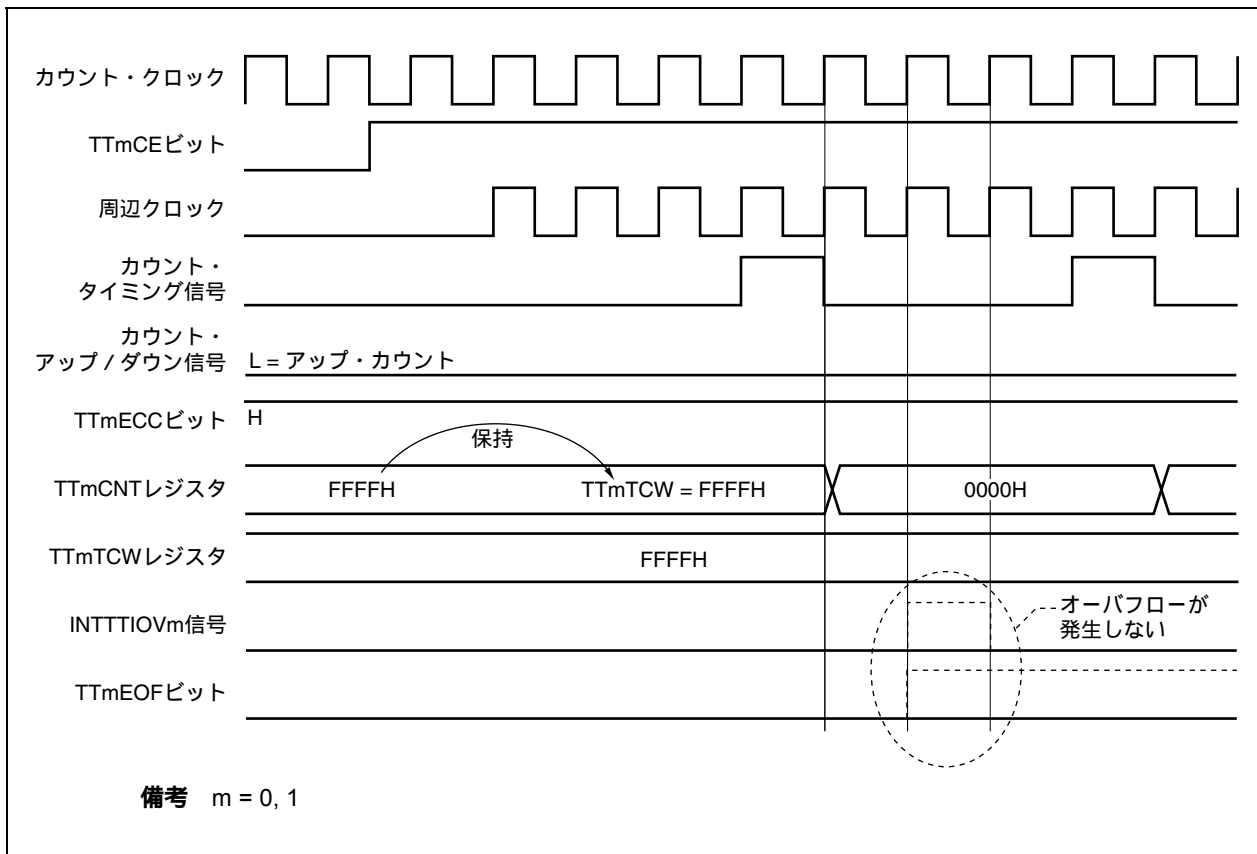 カウント・クロック
TTmCEビット
周辺クロック
カウント・
タイミング信号
カウント・
アップ / ダウン信号
L = アップ・カウント
TTmECCビット
H
保持
TTmCNTレジスタ
FFFFH
TTmTCW = FFFFH
0000H
TTmTCWレジスタ
FFFFH
INTTTIOVm信号
オーバフローが
発生しない
TTmEOFビット
備考 m = 0, 1